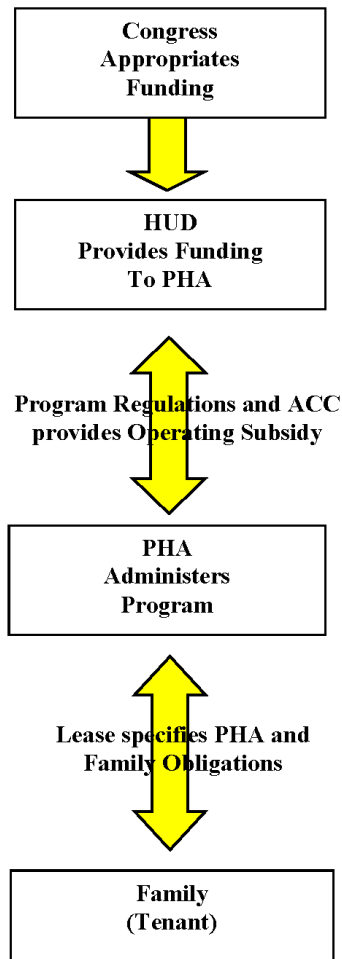 Congress
Appropriates
Funding
HUD
Provides Funding
To PHA
Program Regulations and ACC
provides Operating Subsidy
PHA
Administers
Program
Lease specifies PHA and
Family Obligations
Family
(Tenant)